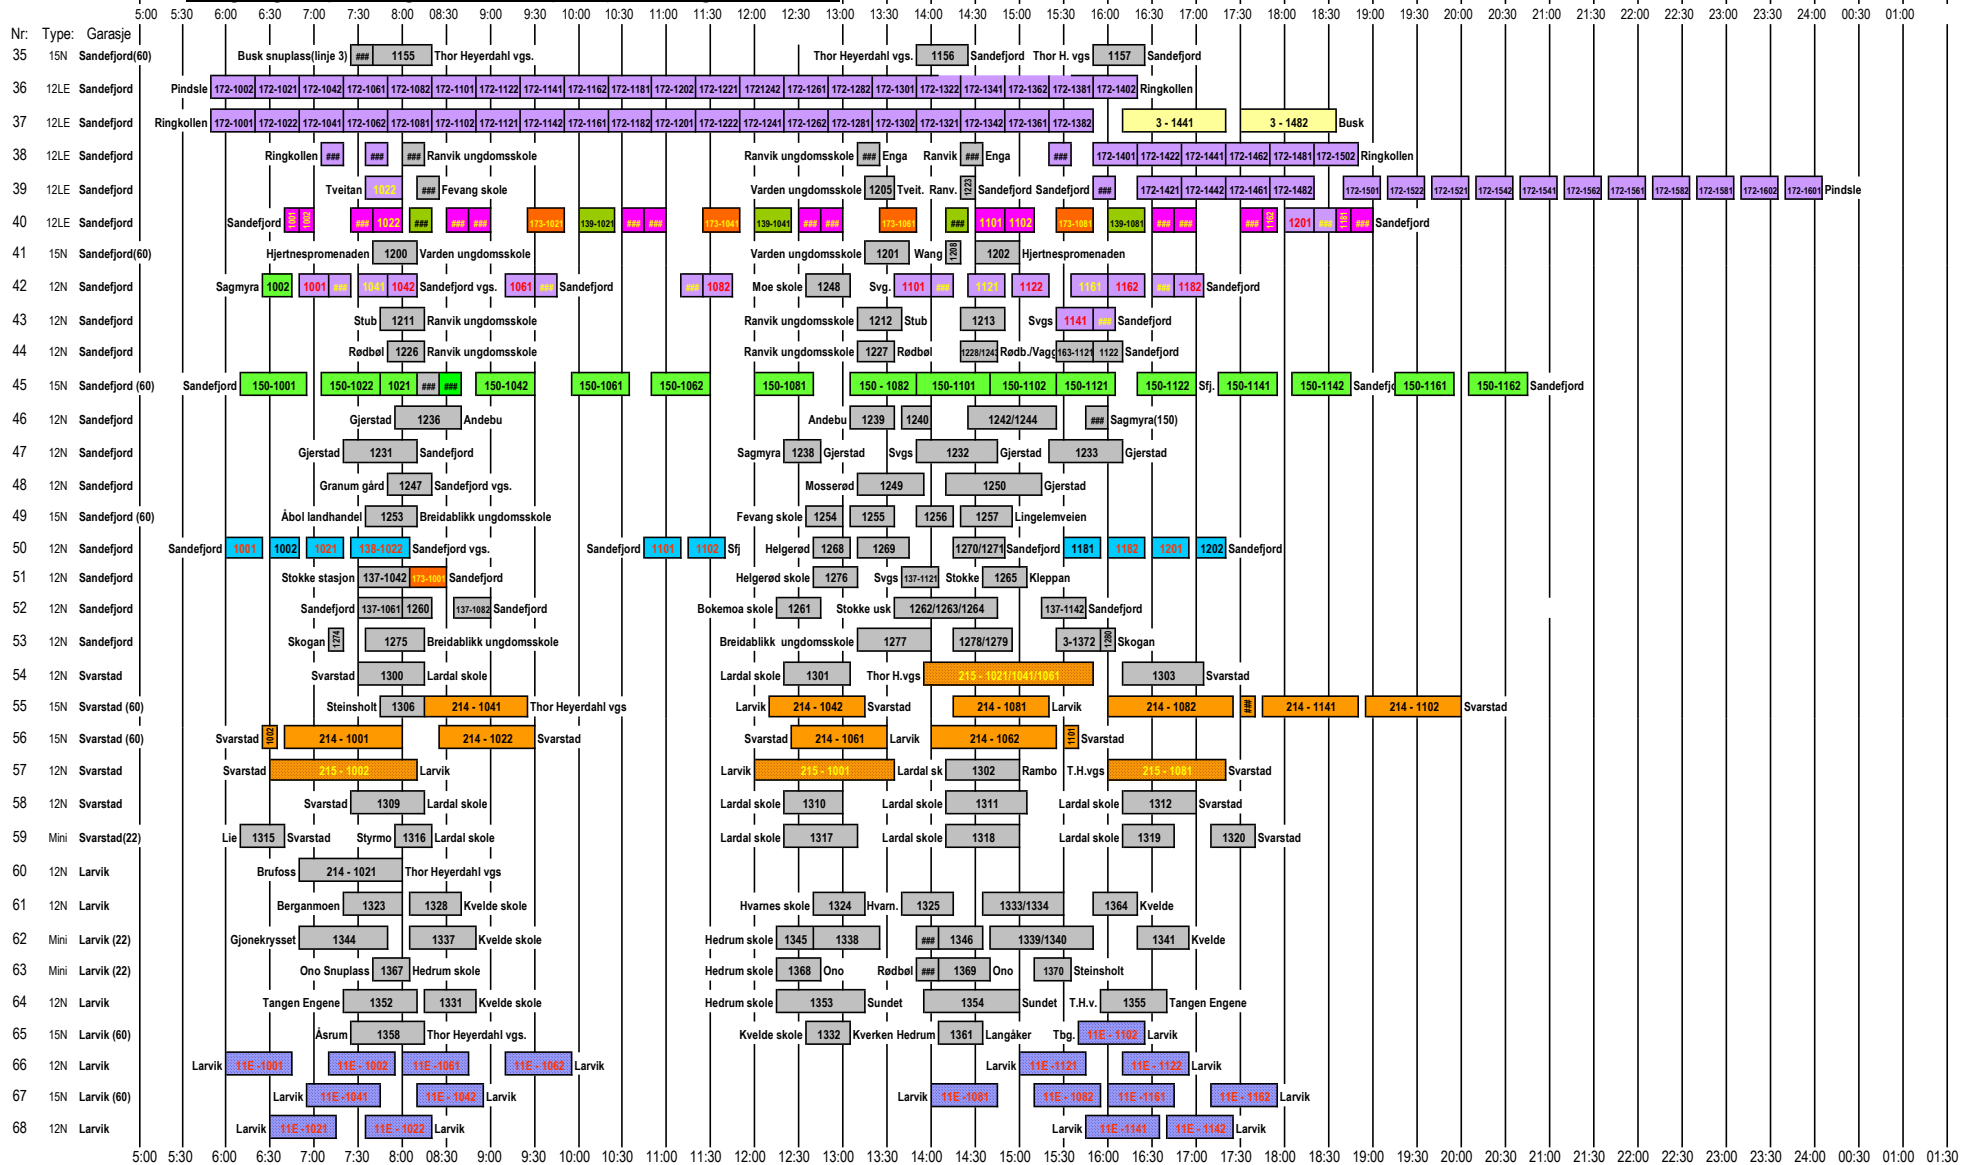 5:00 5:30 6:00 6:30 7:00 7:30 8:00 8:30 9:00 9:30 10:00 10:30 11:00 11:30 12:00 12:30 13:00 13:30 14:00 14:30 15:00 15:30 16:00 16:30 17:00 17:30 18:00 18:30 19:00 19:30 20:00 20:30 21:00 21:30 22:00 22:30 23:00 23:30 24:00 00:30 01:00
Nr: Type: Garasje
35 15N Sandefjord(60) Busk snuplass(linje 3) ### 1155 Thor Heyerdahl vgs. Thor Heyerdahl vgs. 1156 Sandefjord Thor H. vgs 1157 Sandefjord
36 12LE Sandefjord Pindsle 172-1002 172-1021 172-1042 172-1061 172-1082 172-1101 172-1122 172-1141 172-1162 172-1181 172-1202 172-1221 1721242 172-1261 172-1282 172-1301 172-1322 172-1341 172-1362 172-1381 172-1402 Ringkollen
37 12LE Sandefjord Ringkollen 172-1001 172-1022 172-1041 172-1062 172-1081 172-1102 172-1121 172-1142 172-1161 172-1182 172-1201 172-1222 172-1241 172-1262 172-1281 172-1302 172-1321 172-1342 172-1361 172-1382 3 - 1441 3 - 1482 Busk
38 12LE Sandefjord Ringkollen ### ### ### Ranvik ungdomsskole Ranvik ungdomsskole ### Enga Ranvik ### Enga ### 172-1401 172-1422 172-1441 172-1462 172-1481 172-1502 Ringkollen
39 12LE Sandefjord Tveitan 1022 ### Fevang skole Varden ungdomsskole 1205 Tveit. Ranv. 1223 Sandefjord Sandefjord ### 172-1421 172-1442 172-1461 172-1482 172-1501 172-1522 172-1521 172-1542 172-1541 172-1562 172-1561 172-1582 172-1581 172-1602 172-1601 Pindsle
40 12LE Sandefjord Sandefjord 1001 1002 ### 1022 ### ### ### 173-1021 139-1021 ### ### 173-1041 139-1041 ### ### 173-1061 ### 1101 1102 173-1081 139-1081 ### ### ### 1162 1201 ### 1181 ### Sandefjord
41 15N Sandefjord(60) Hjertnespromenaden 1200 Varden ungdomsskole Varden ungdomsskole 1201 Wang 1208 1202 Hjertnespromenaden
42 12N Sandefjord Sagmyra 1002 1001 ### 1041 1042 Sandefjord vgs. 1061 ### Sandefjord ### 1082 Moe skole 1248 Svg. 1101 ### 1121 1122 1161 1162 ### 1182 Sandefjord
43 12N Sandefjord Stub 1211 Ranvik ungdomsskole Ranvik ungdomsskole 1212 Stub 1213 Svgs 1141 ### Sandefjord
44 12N Sandefjord Rødbøl 1226 Ranvik ungdomsskole Ranvik ungdomsskole 1227 Rødbøl 1228/1243 Rødb./Vagg 163-1121 1122 Sandefjord
45 15N Sandefjord (60) Sandefjord 150-1001 150-1022 1021 ### ### 150-1042 150-1061 150-1062 150-1081 150 - 1082 150-1101 150-1102 150-1121 150-1122 Sfj. 150-1141 150-1142 Sandefjo 150-1161 150-1162 Sandefjord
46 12N Sandefjord Gjerstad 1236 Andebu Andebu 1239 1240 1242/1244 ### Sagmyra(150)
47 12N Sandefjord Gjerstad 1231 Sandefjord Sagmyra 1238 Gjerstad Svgs 1232 Gjerstad 1233 Gjerstad
48 12N Sandefjord Granum gård 1247 Sandefjord vgs. Mosserød 1249 1250 Gjerstad
49 15N Sandefjord (60) Åbol landhandel 1253 Breidablikk ungdomsskole Fevang skole 1254 1255 1256 1257 Lingelemveien
50 12N Sandefjord Sandefjord 1001 1002 1021 138-1022 Sandefjord vgs. Sandefjord 1101 1102 Sfj Helgerød 1268 1269 1270/1271 Sandefjord 1181 1182 1201 1202 Sandefjord
51 12N Sandefjord Stokke stasjon 137-1042 173-1001 Sandefjord Helgerød skole 1276 Svgs 137-1121 Stokke 1265 Kleppan
52 12N Sandefjord Sandefjord 137-1061 1260 137-1082 Sandefjord Bokemoa skole 1261 Stokke usk 1262/1263/1264 137-1142 Sandefjord
53 12N Sandefjord Skogan 1274 1275 Breidablikk ungdomsskole Breidablikk ungdomsskole 1277 1278/1279 3-1372 1280 Skogan
54 12N Svarstad Svarstad 1300 Lardal skole Lardal skole 1301 Thor H.vgs 215 - 1021/1041/1061 1303 Svarstad
55 15N Svarstad (60) Steinsholt 1306 214 - 1041 Thor Heyerdahl vgs Larvik 214 - 1042 Svarstad 214 - 1081 Larvik 214 - 1082 ### 214 - 1141 214 - 1102 Svarstad
56 15N Svarstad (60) Svarstad 1002 214 - 1001 214 - 1022 Svarstad Svarstad 214 - 1061 Larvik 214 - 1062 1101 Svarstad
57 12N Svarstad Svarstad 215 - 1002 Larvik Larvik 215 - 1001 Lardal sk 1302 Rambo T.H.vgs 215 - 1081 Svarstad
58 12N Svarstad Svarstad 1309 Lardal skole Lardal skole 1310 Lardal skole 1311 Lardal skole 1312 Svarstad
59 Mini Svarstad(22) Lie 1315 Svarstad Styrmo 1316 Lardal skole Lardal skole 1317 Lardal skole 1318 Lardal skole 1319 1320 Svarstad
60 12N Larvik Brufoss 214 - 1021 Thor Heyerdahl vgs
61 12N Larvik Berganmoen 1323 1328 Kvelde skole Hvarnes skole 1324 Hvarn. 1325 1333/1334 1364 Kvelde
62 Mini Larvik (22) Gjonekrysset 1344 1337 Kvelde skole Hedrum skole 1345 1338 ### 1346 1339/1340 1341 Kvelde
63 Mini Larvik (22) Ono Snuplass 1367 Hedrum skole Hedrum skole 1368 Ono Rødbøl ### 1369 Ono 1370 Steinsholt
64 12N Larvik Tangen Engene 1352 1331 Kvelde skole Hedrum skole 1353 Sundet 1354 Sundet T.H.v. 1355 Tangen Engene
65 15N Larvik (60) Åsrum 1358 Thor Heyerdahl vgs. Kvelde skole 1332 Kverken Hedrum 1361 Langåker Tbg. 11E - 1102 Larvik
66 12N Larvik Larvik 11E -1001 11E - 1002 11E -1061 11E - 1062 Larvik Larvik 11E -1121 11E - 1122 Larvik
67 15N Larvik (60) Larvik 11E -1041 11E - 1042 Larvik Larvik 11E -1081 11E - 1082 11E -1161 11E - 1162 Larvik
68 12N Larvik Larvik 11E -1021 11E - 1022 Larvik Larvik 11E -1141 11E - 1142 Larvik
5:00 5:30 6:00 6:30 7:00 7:30 8:00 8:30 9:00 9:30 10:00 10:30 11:00 11:30 12:00 12:30 13:00 13:30 14:00 14:30 15:00 15:30 16:00 16:30 17:00 17:30 18:00 18:30 19:00 19:30 20:00 20:30 21:00 21:30 22:00 22:30 23:00 23:30 24:00 00:30 01:00 01:30